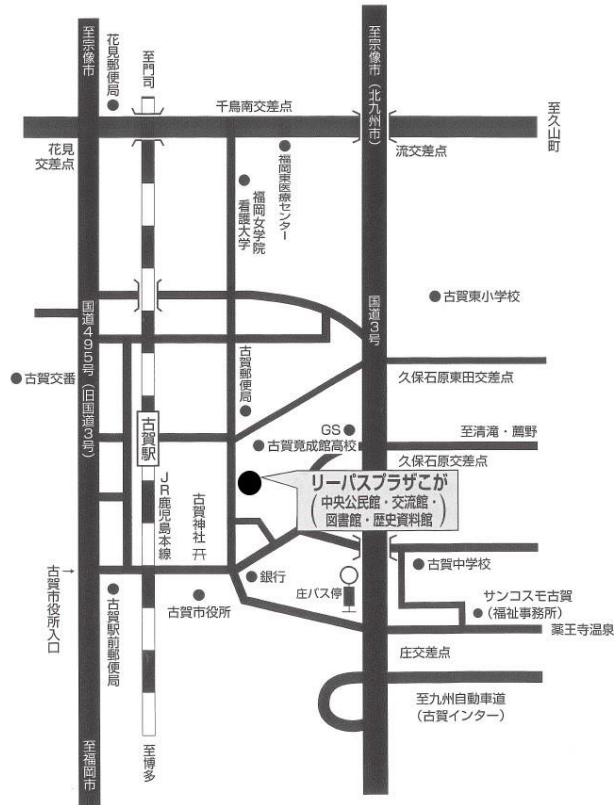 至宗像市
花見郵便局
至門司
千鳥南交差点
至宗像市(北九州市)
至久山町
花見
交差点
流交差点
福岡東医療センター
福岡女学院
看護大学
古賀東小学校
国道495号(旧国道3号)
国道3号
古賀交番
古賀郵便局
久保石原東田交差点
古賀駅
GS
至清滝・薦野
古賀竟成館高校
久保石原交差点
JR鹿児島本線
古賀神社
リーパスプラザこが
(中央公民館・交流館・
図書館・歴史資料館)
古賀市役所入口
銀行
庄バス停
古賀中学校
サンコスモ古賀
(福祉事務所)
古賀駅前郵便局
古賀市役所
薬王寺温泉
庄交差点
至九州自動車道
(古賀インター)
至福岡市
至博多